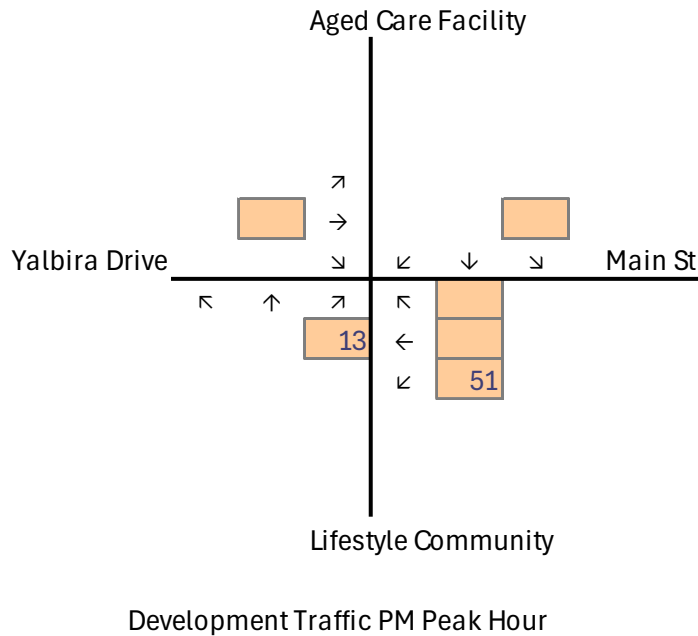 Aged Care Facility
Yalbira Drive
Main St
13
51
Lifestyle Community
Development Traffic PM Peak Hour